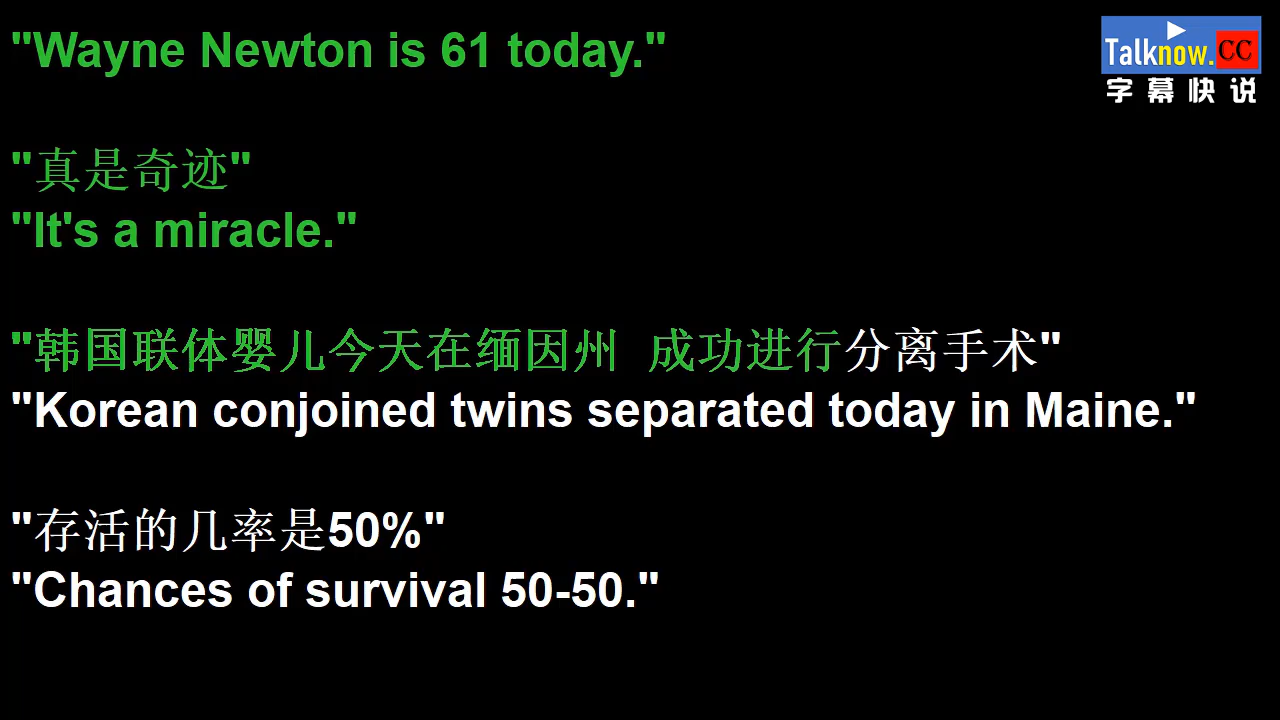 "Wayne Newton is 61 today."
Talknow.CC
字幕快说
"真是奇迹"
"It's a miracle."
"韩国联体婴儿今天在缅因州 成功进行分离手术"
"Korean conjoined twins separated today in Maine."
"存活的几率是50%"
"Chances of survival 50-50."